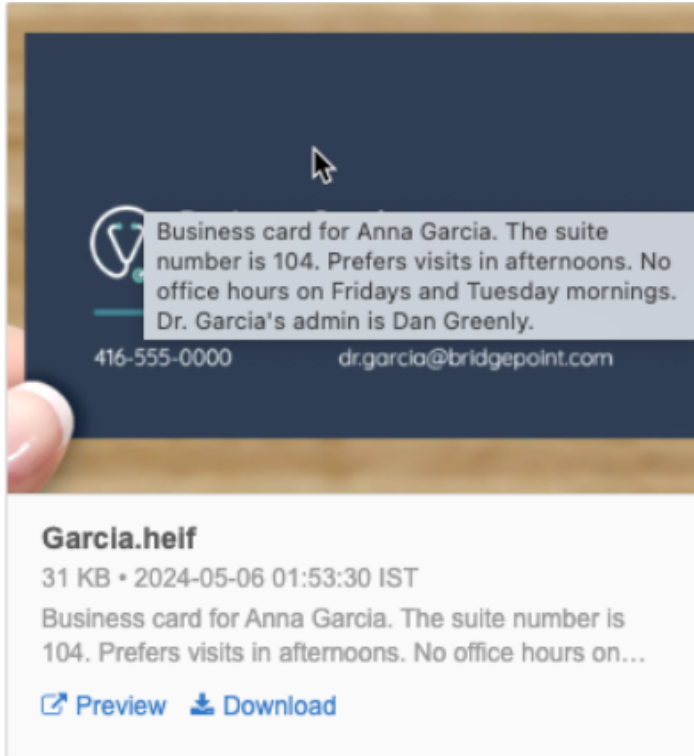 Business card for Anna Garcia. The suite
number is 104. Prefers visits in afternoons. No
office hours on Fridays and Tuesday mornings.
Dr. Garcia's admin is Dan Greenly.
416-555-0000 dr.garcia@bridgepoint.com
Garcia.heif
31 KB • 2024-05-06 01:53:30 IST
Business card for Anna Garcia. The suite number is
104. Prefers visits in afternoons. No office hours on...
Preview Download